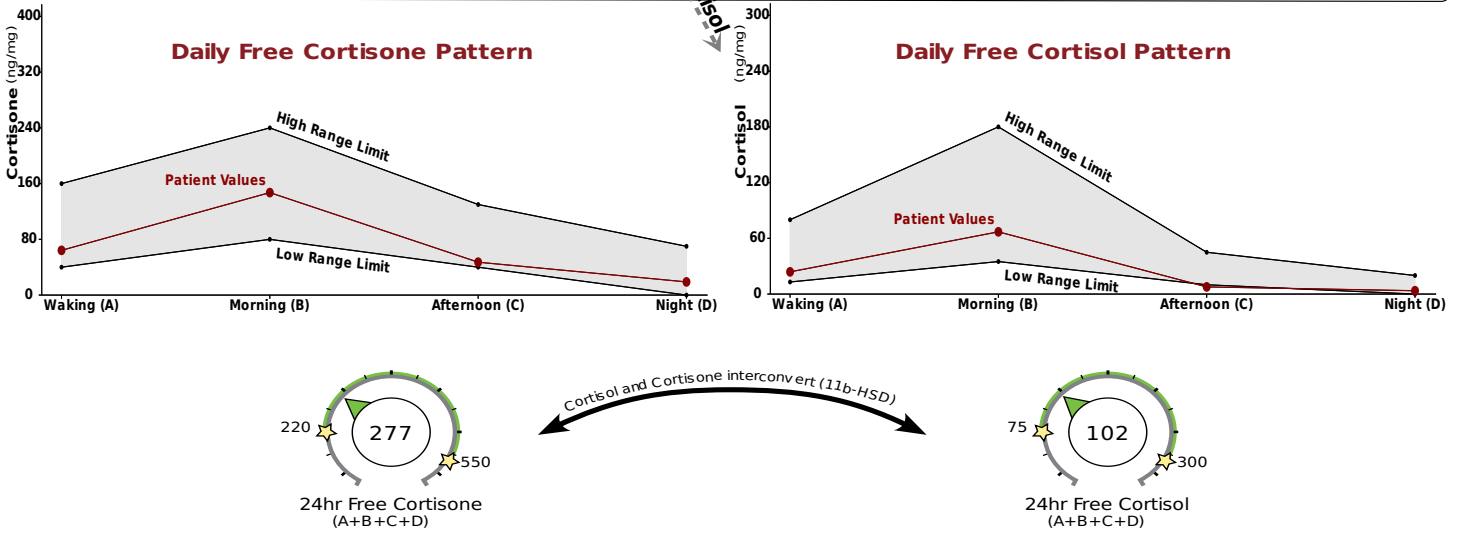 Cortisone (ng/mg)
400
320
240
160
80
0
Daily Free Cortisone Pattern
High Range Limit
Patient Values
Low Range Limit
Waking (A)
Morning (B)
Afternoon (C)
Night (D)
Cortisol (ng/mg)
300
240
180
120
60
0
Daily Free Cortisol Pattern
High Range Limit
Patient Values
Low Range Limit
Waking (A)
Morning (B)
Afternoon (C)
Night (D)
Cortisol and Cortisone interconvert (11b-HSD)
220
277
550
24hr Free Cortisone
(A+B+C+D)
75
102
300
24hr Free Cortisol
(A+B+C+D)